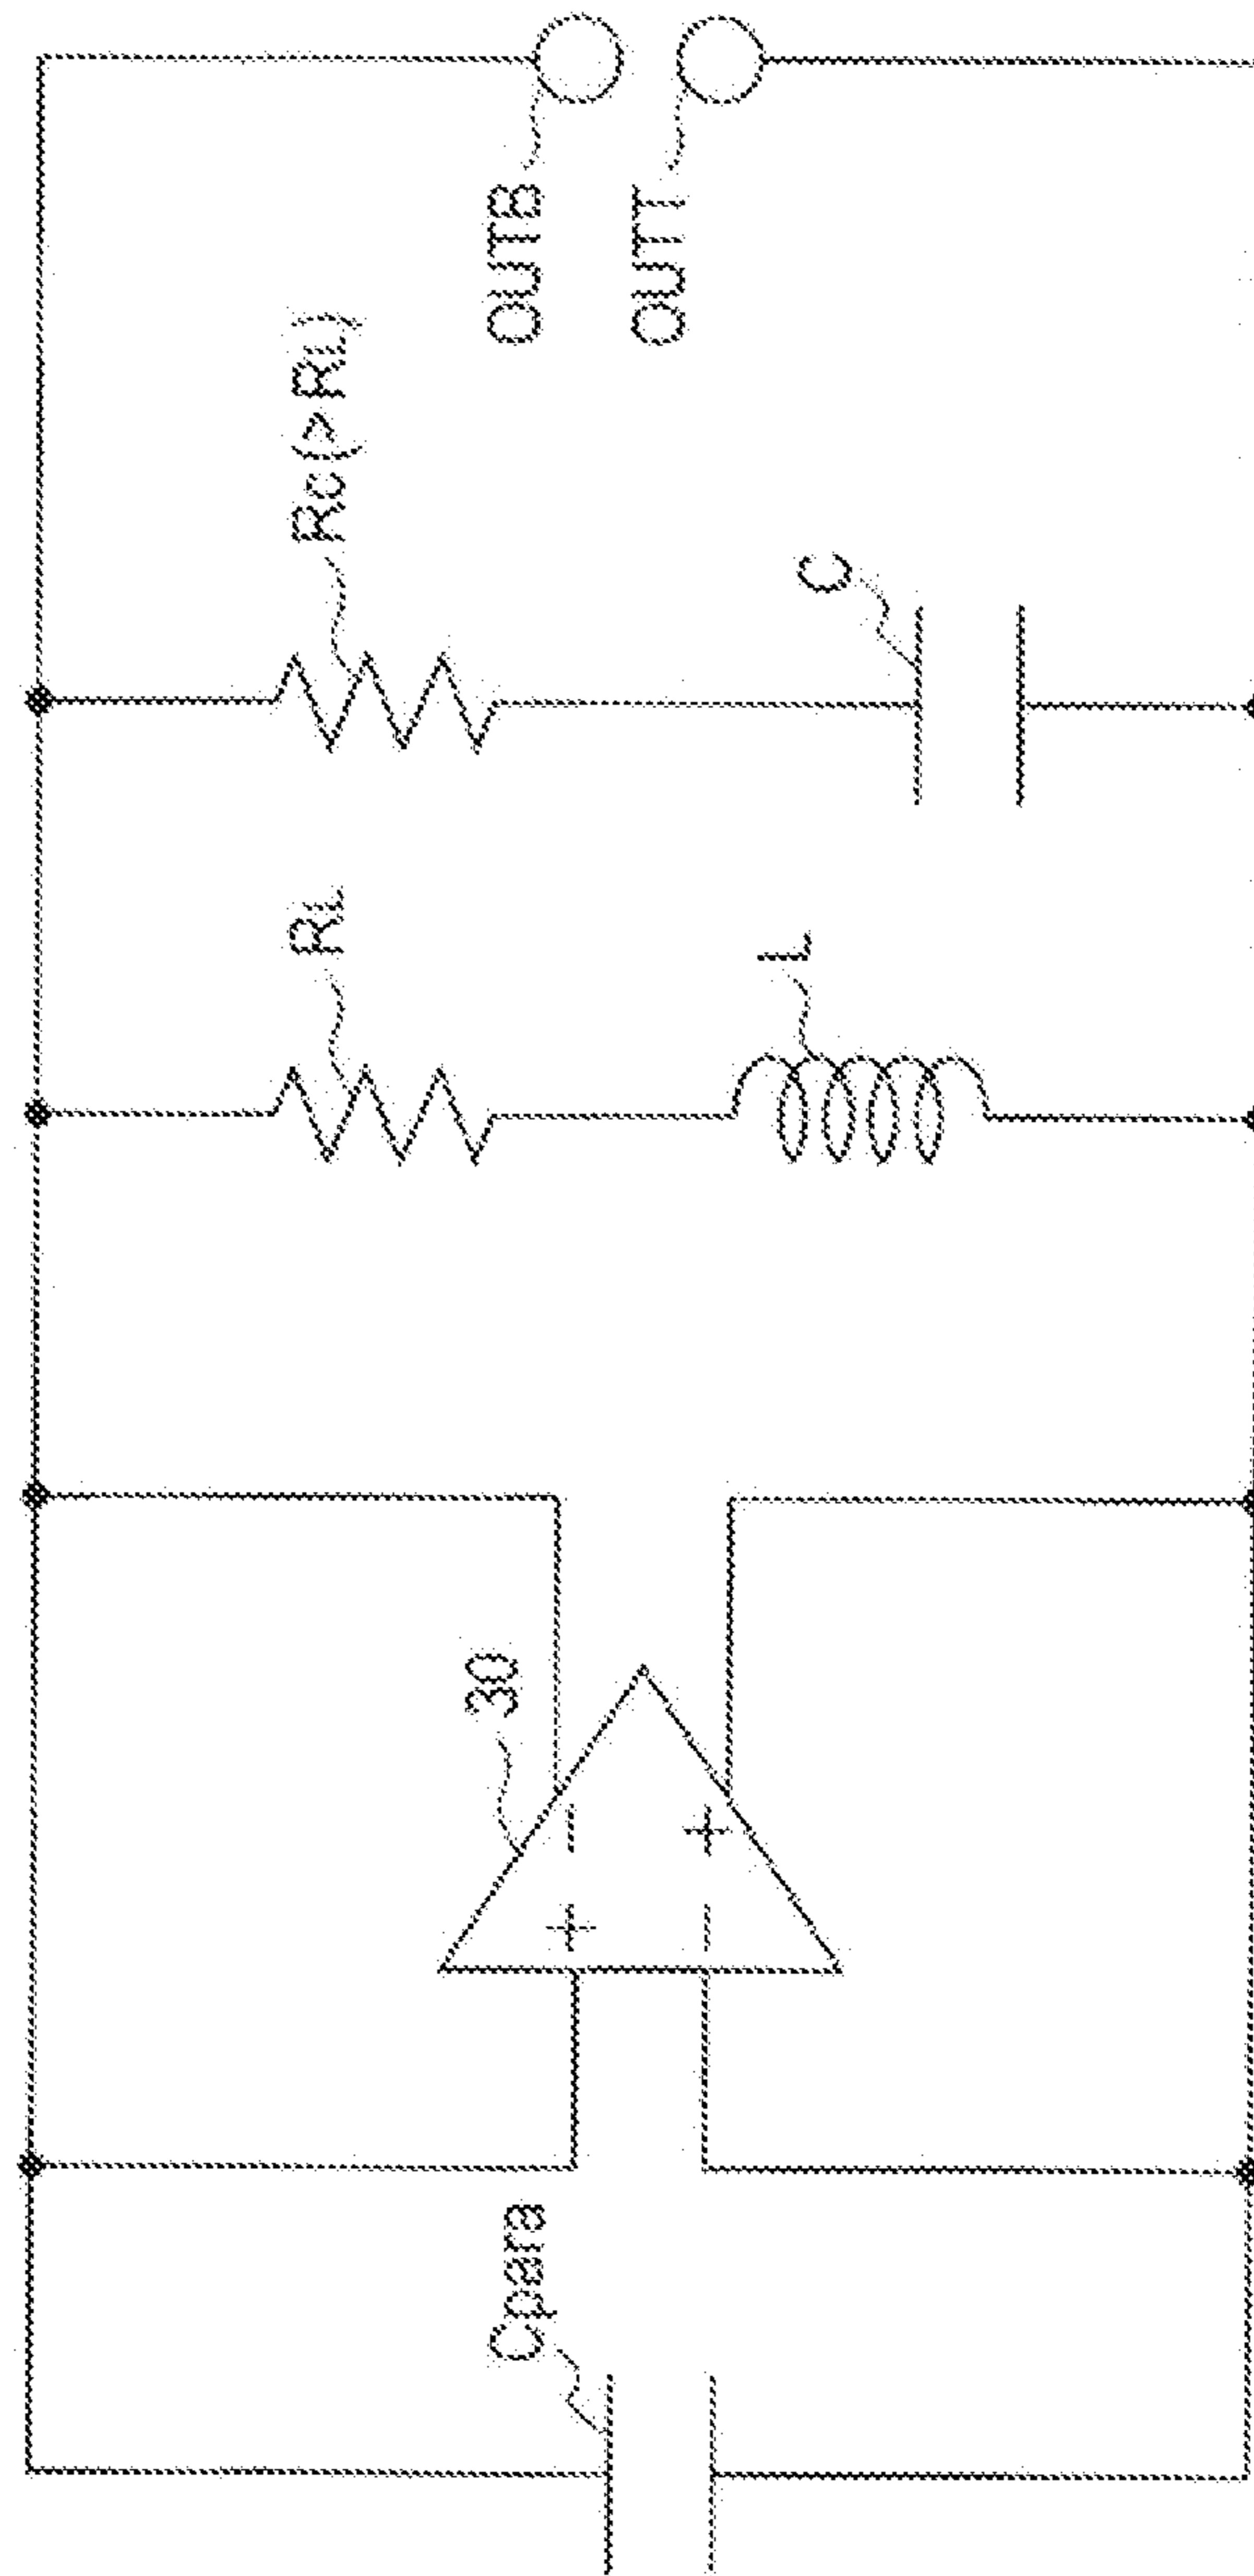 Cpara
30
+ -
- +
RL
L
Rc(>RL)
C
OUTB
OUTT